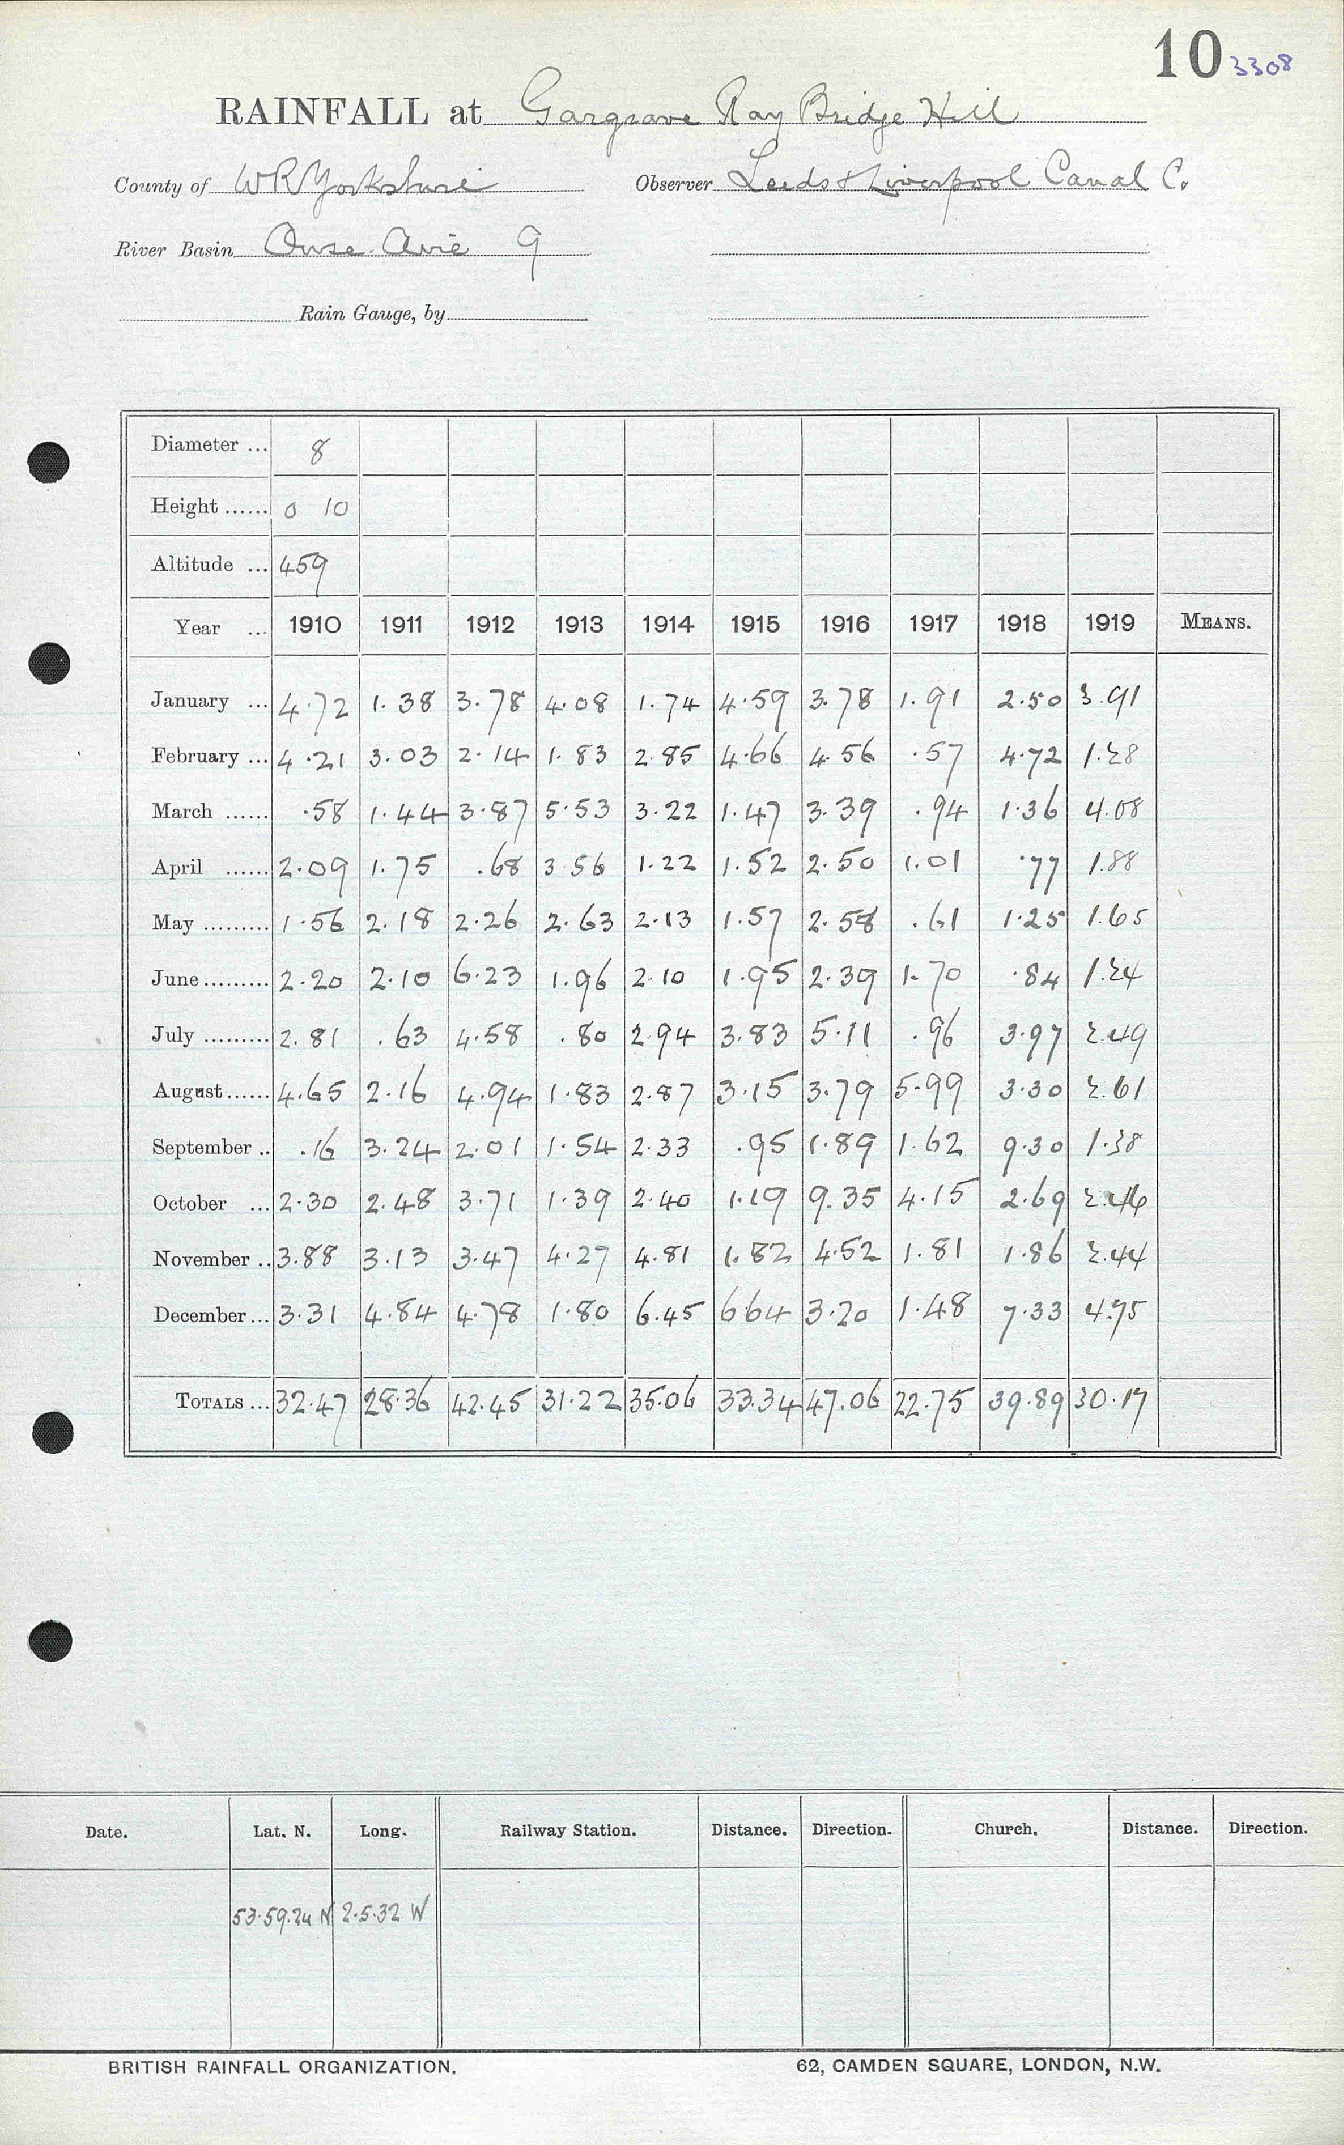 10 3308
RAINFALL at Gargrave Ray Bridge Hill
County of WR Yorkshire Observer Leeds & Liverpool Canal Co.
River Basin Ouse. Aire 9
Rain Gauge, by
Diameter ... 8
Height ...... 0 10
Altitude ... 459
Year ... 1910 1911 1912 1913 1914 1915 1916 1917 1918 1919 MEANS.
January ... 4.72 1.38 3.78 4.08 1.74 4.59 3.78 1.91 2.50 3.91
February ... 4.21 3.03 2.14 1.83 2.85 4.66 4.56 .57 4.72 1.28
March ...... .58 1.44 3.87 5.53 3.22 1.47 3.39 .94 1.36 4.08
April ...... 2.09 1.75 .68 3.56 1.22 1.52 2.50 1.01 .77 1.88
May ......... 1.56 2.18 2.26 2.63 2.13 1.57 2.58 .61 1.25 1.65
June ......... 2.20 2.10 6.23 1.96 2.10 1.95 2.39 1.70 .84 1.24
July ......... 2.81 .63 4.58 .80 2.94 3.83 5.11 .96 3.97 2.49
August ...... 4.65 2.16 4.94 1.83 2.87 3.15 3.79 5.99 3.30 2.61
September .. .16 3.24 2.01 1.54 2.33 .95 1.89 1.62 9.30 1.38
October ... 2.30 2.48 3.71 1.39 2.40 1.19 9.35 4.15 2.69 2.46
November .. 3.88 3.13 3.47 4.27 4.81 1.82 4.52 1.81 1.86 2.44
December ... 3.31 4.84 4.78 1.80 6.45 6.64 3.20 1.48 7.33 4.75
TOTALS ... 32.47 28.36 42.45 31.22 35.06 33.34 47.06 22.75 39.89 30.17
Date. Lat. N. Long. Railway Station. Distance. Direction. Church. Distance. Direction.
53.59.24 N 2.5.32 W
BRITISH RAINFALL ORGANIZATION. 62, CAMDEN SQUARE, LONDON, N.W.